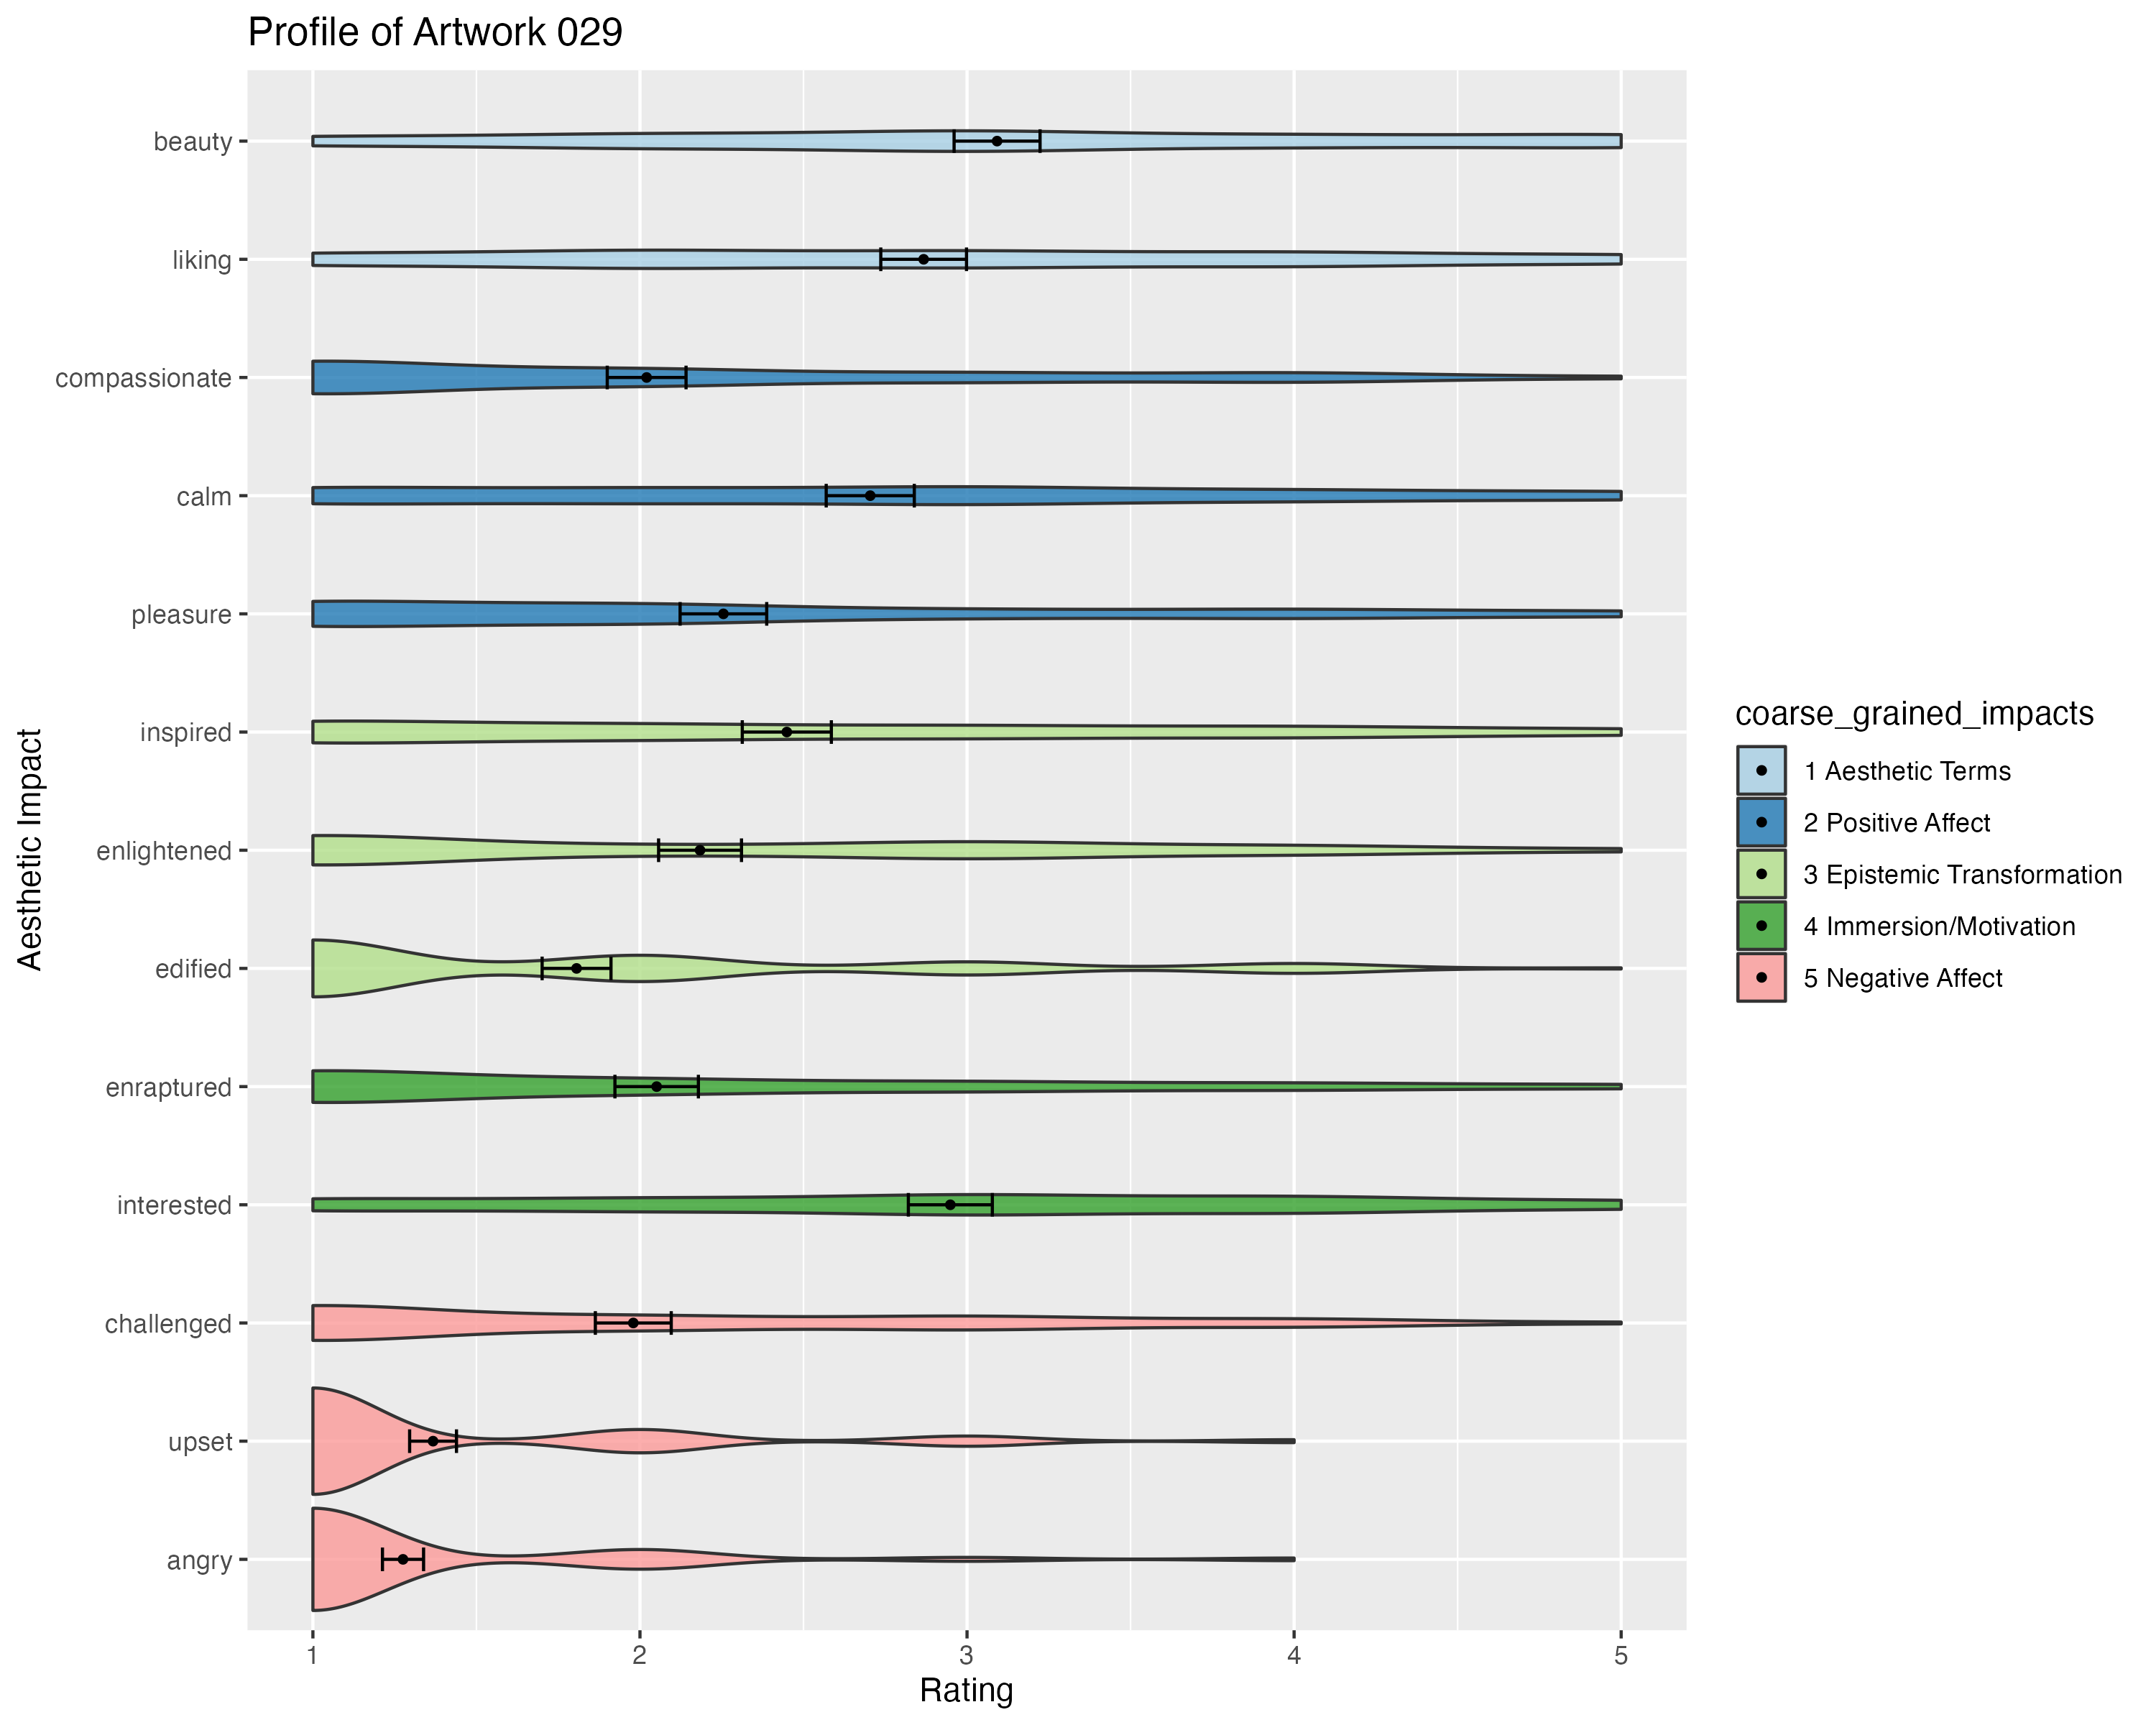 Profile of Artwork 029
Aesthetic Impact
beauty
liking
compassionate
calm
pleasure
inspired
enlightened
edified
enraptured
interested
challenged
upset
angry
1 2 3 4 5
Rating
coarse_grained_impacts
1 Aesthetic Terms
2 Positive Affect
3 Epistemic Transformation
4 Immersion/Motivation
5 Negative Affect